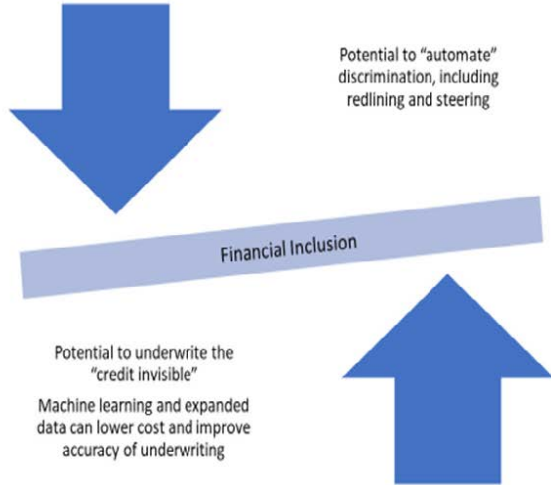 Potential to “automate”
discrimination, including
redlining and steering
Financial Inclusion
Potential to underwrite the
“credit invisible”
Machine learning and expanded
data can lower cost and improve
accuracy of underwriting